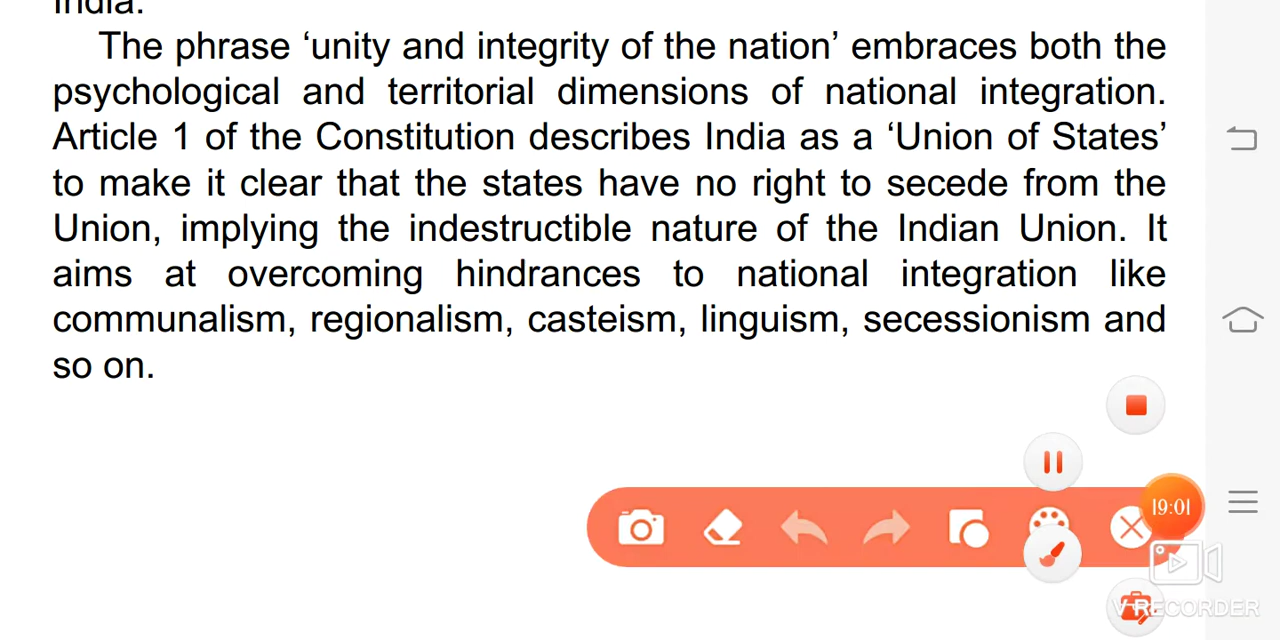 India.
The phrase ‘unity and integrity of the nation’ embraces both the
psychological and territorial dimensions of national integration.
Article 1 of the Constitution describes India as a ‘Union of States’
to make it clear that the states have no right to secede from the
Union, implying the indestructible nature of the Indian Union. It
aims at overcoming hindrances to national integration like
communalism, regionalism, casteism, linguism, secessionism and
so on.
19:01
V RECORDER